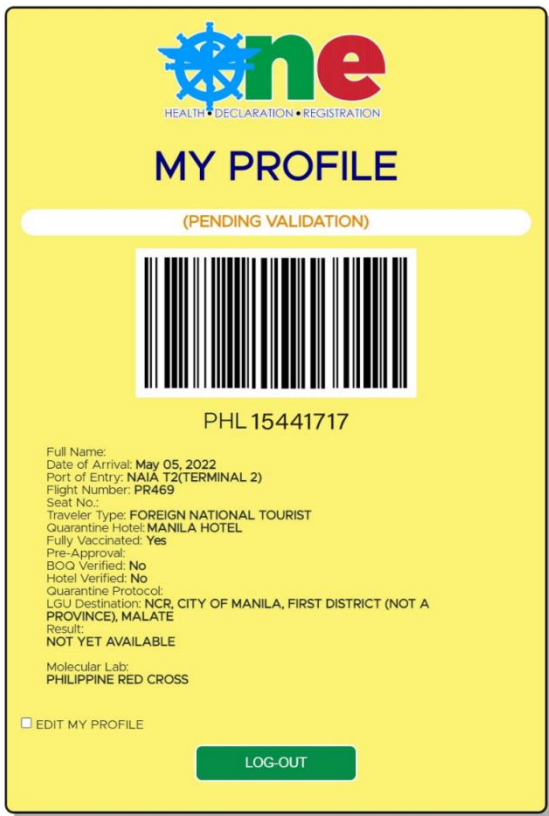 One
HEALTH • DECLARATION • REGISTRATION
MY PROFILE
(PENDING VALIDATION)
PHL 15441717
Full Name:
Date of Arrival: May 05, 2022
Port of Entry: NAIA T2(TERMINAL 2)
Flight Number: PR469
Seat No.:
Traveler Type: FOREIGN NATIONAL TOURIST
Quarantine Hotel: MANILA HOTEL
Fully Vaccinated: Yes
Pre-Approval:
BOQ Verified: No
Hotel Verified: No
Quarantine Protocol:
LGU Destination: NCR, CITY OF MANILA, FIRST DISTRICT (NOT A
PROVINCE), MALATE
Result:
NOT YET AVAILABLE
Molecular Lab:
PHILIPPINE RED CROSS
EDIT MY PROFILE
LOG-OUT